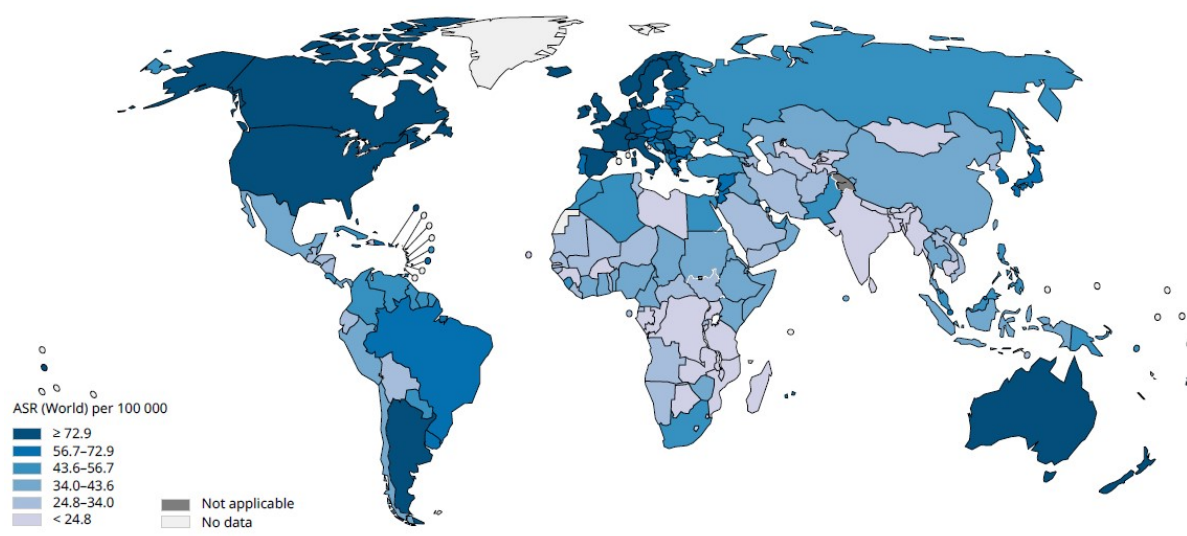 ASR (World) per 100 000
≥ 72.9
56.7–72.9
43.6–56.7
34.0–43.6
24.8–34.0
< 24.8
Not applicable
No data